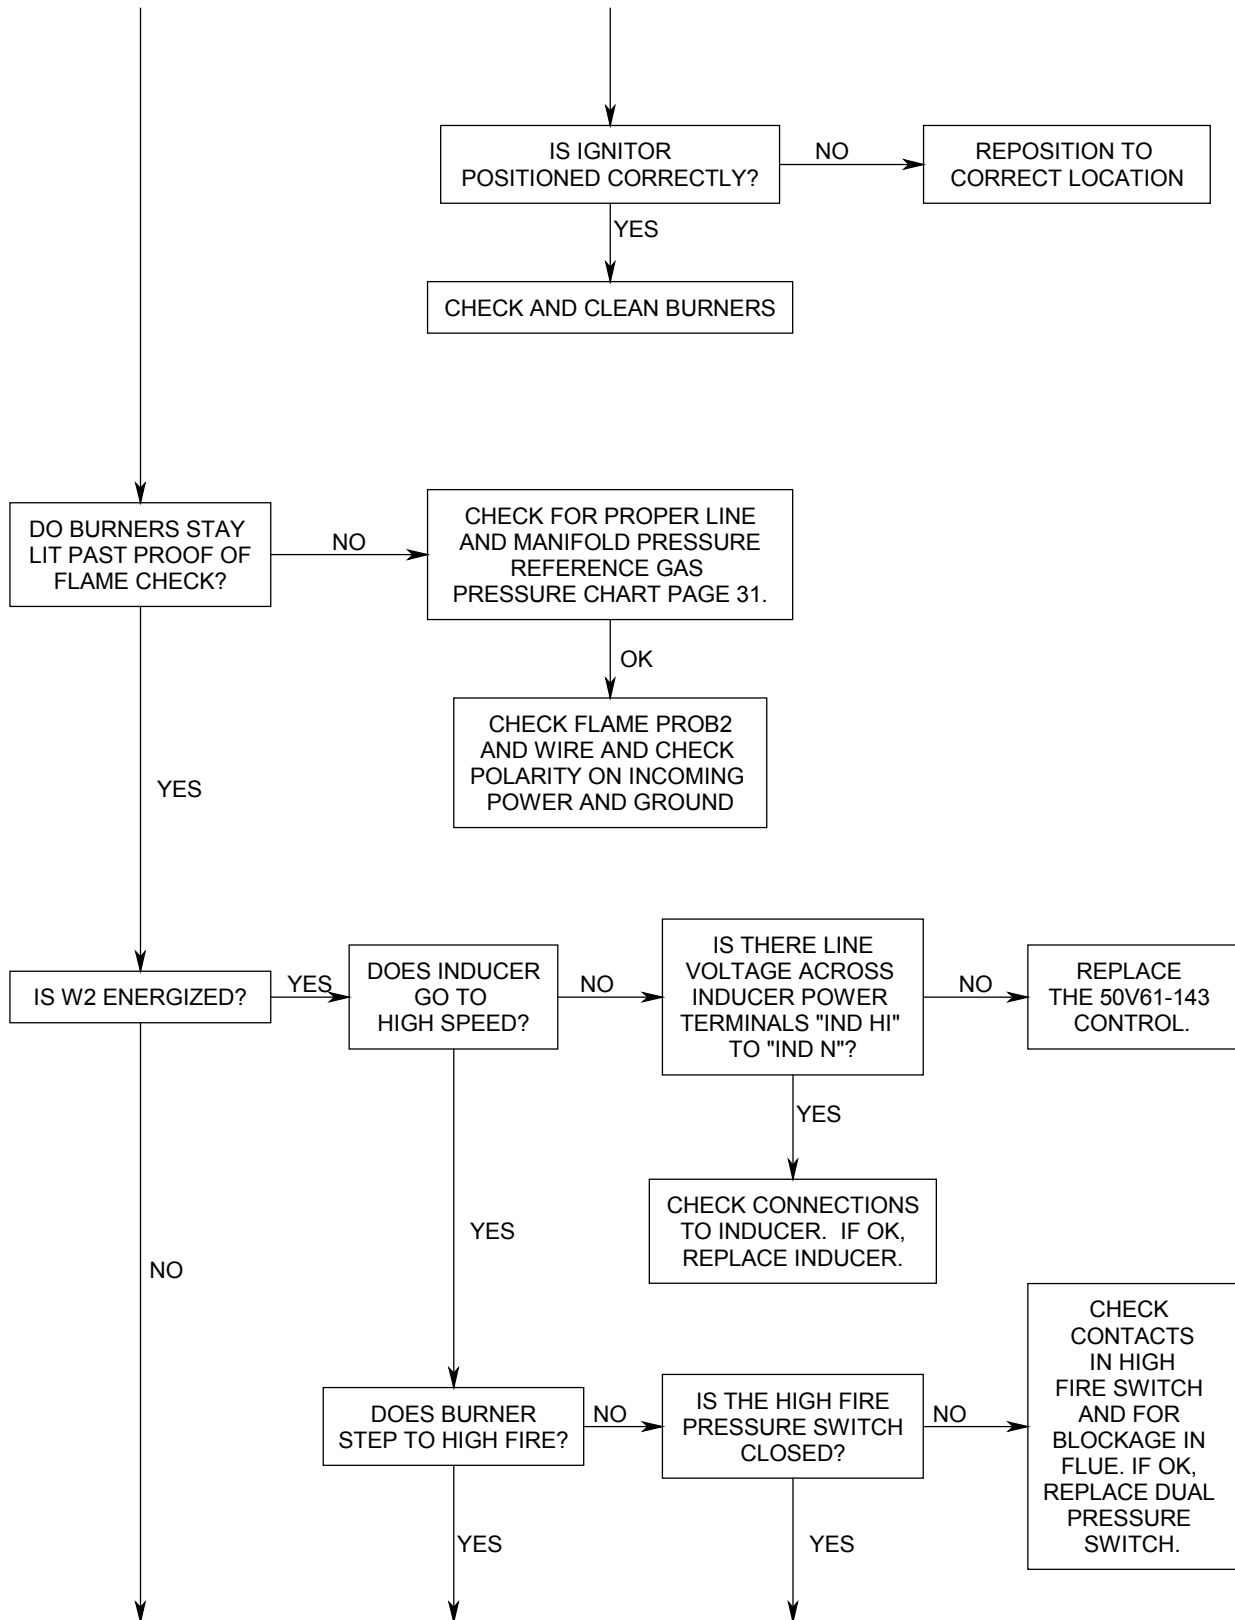 IS IGNITOR
POSITIONED CORRECTLY?
NO
REPOSITION TO
CORRECT LOCATION
YES
CHECK AND CLEAN BURNERS
DO BURNERS STAY
LIT PAST PROOF OF
FLAME CHECK?
NO
CHECK FOR PROPER LINE
AND MANIFOLD PRESSURE
REFERENCE GAS
PRESSURE CHART PAGE 31.
OK
CHECK FLAME PROB2
AND WIRE AND CHECK
POLARITY ON INCOMING
POWER AND GROUND
YES
IS W2 ENERGIZED?
YES
DOES INDUCER
GO TO
HIGH SPEED?
NO
IS THERE LINE
VOLTAGE ACROSS
INDUCER POWER
TERMINALS "IND HI"
TO "IND N"?
NO
REPLACE
THE 50V61-143
CONTROL.
YES
CHECK CONNECTIONS
TO INDUCER. IF OK,
REPLACE INDUCER.
YES
NO
DOES BURNER
STEP TO HIGH FIRE?
NO
IS THE HIGH FIRE
PRESSURE SWITCH
CLOSED?
NO
CHECK
CONTACTS
IN HIGH
FIRE SWITCH
AND FOR
BLOCKAGE IN
FLUE. IF OK,
REPLACE DUAL
PRESSURE
SWITCH.
YES
YES